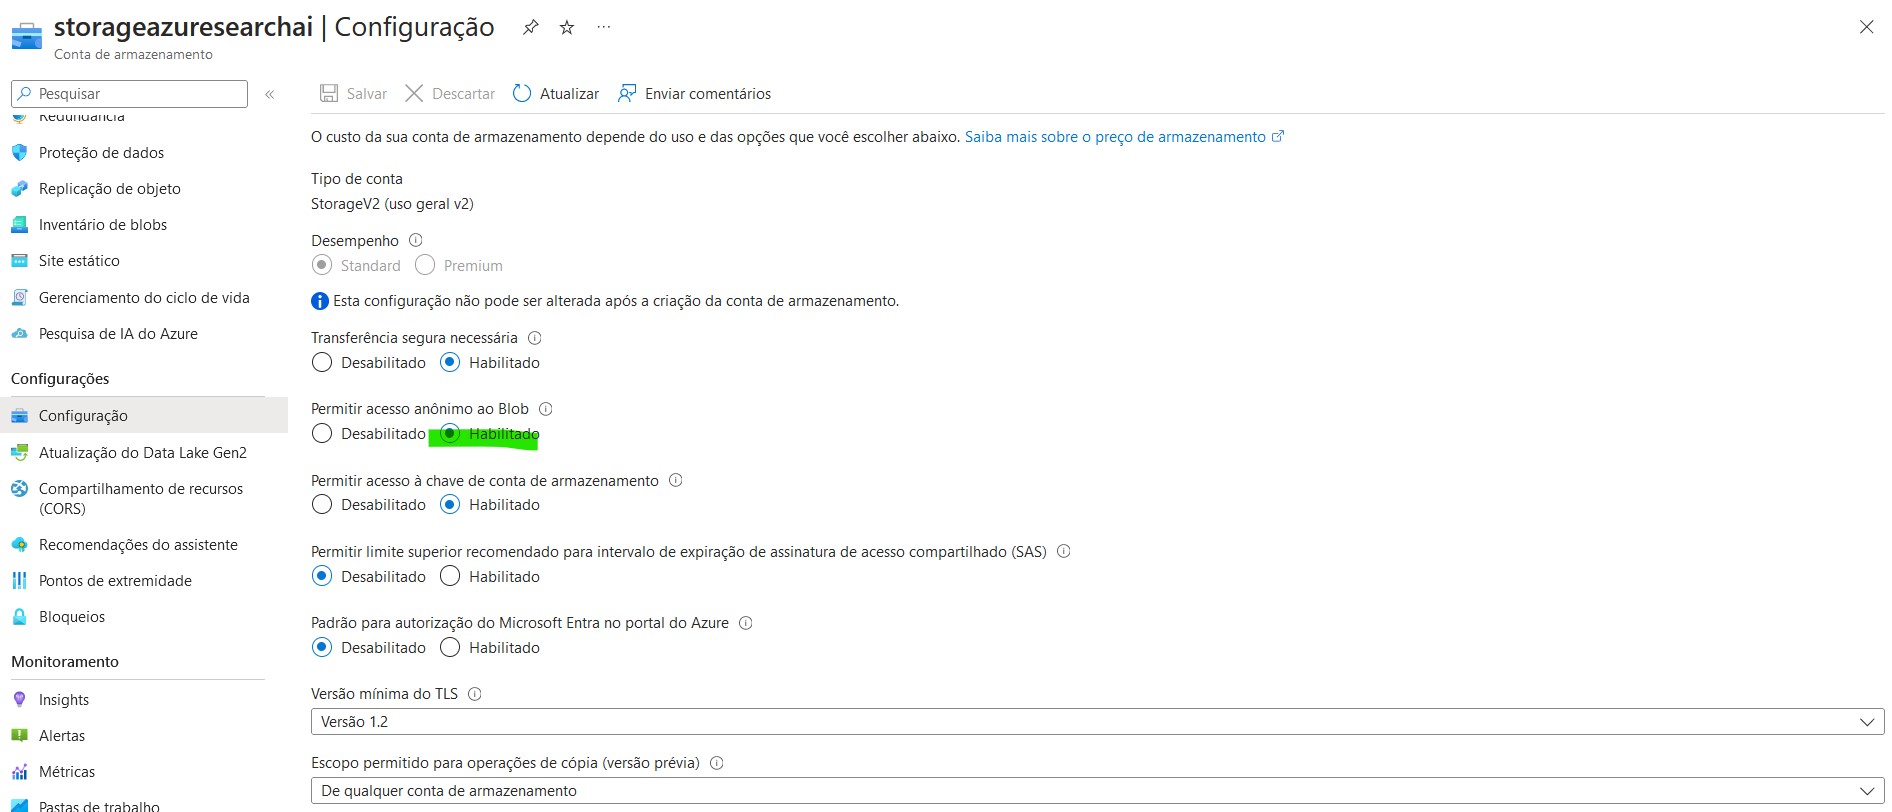 storageazuresearchai | Configuração
Conta de armazenamento
Pesquisar
Redundância
Proteção de dados
Replicação de objeto
Inventário de blobs
Site estático
Gerenciamento do ciclo de vida
Pesquisa de IA do Azure
Configurações
Configuração
Atualização do Data Lake Gen2
Compartilhamento de recursos
(CORS)
Recomendações do assistente
Pontos de extremidade
Bloqueios
Monitoramento
Insights
Alertas
Métricas
Pastas de trabalho
Salvar Descartar Atualizar Enviar comentários
O custo da sua conta de armazenamento depende do uso e das opções que você escolher abaixo. Saiba mais sobre o preço de armazenamento
Tipo de conta
StorageV2 (uso geral v2)
Desempenho
Standard Premium
Esta configuração não pode ser alterada após a criação da conta de armazenamento.
Transferência segura necessária
Desabilitado Habilitado
Permitir acesso anônimo ao Blob
Desabilitado Habilitado
Permitir acesso à chave de conta de armazenamento
Desabilitado Habilitado
Permitir limite superior recomendado para intervalo de expiração de assinatura de acesso compartilhado (SAS)
Desabilitado Habilitado
Padrão para autorização do Microsoft Entra no portal do Azure
Desabilitado Habilitado
Versão mínima do TLS
Versão 1.2
Escopo permitido para operações de cópia (versão prévia)
De qualquer conta de armazenamento